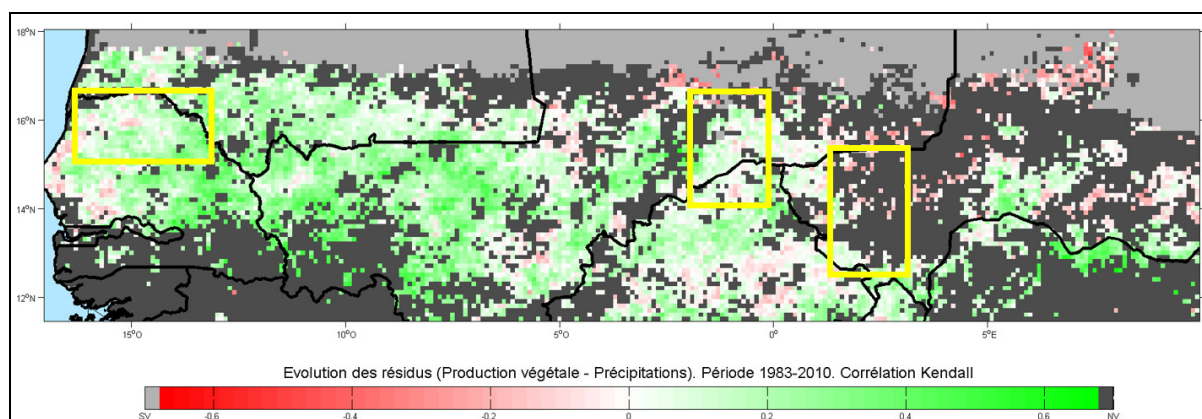 18°N
16°N
14°N
12°N
15°O 10°O 5°O 0° 5°E
Evolution des résidus (Production végétale - Précipitations). Période 1983-2010. Corrélation Kendall
SV -0.6 -0.4 -0.2 0 0.2 0.4 0.6 NV